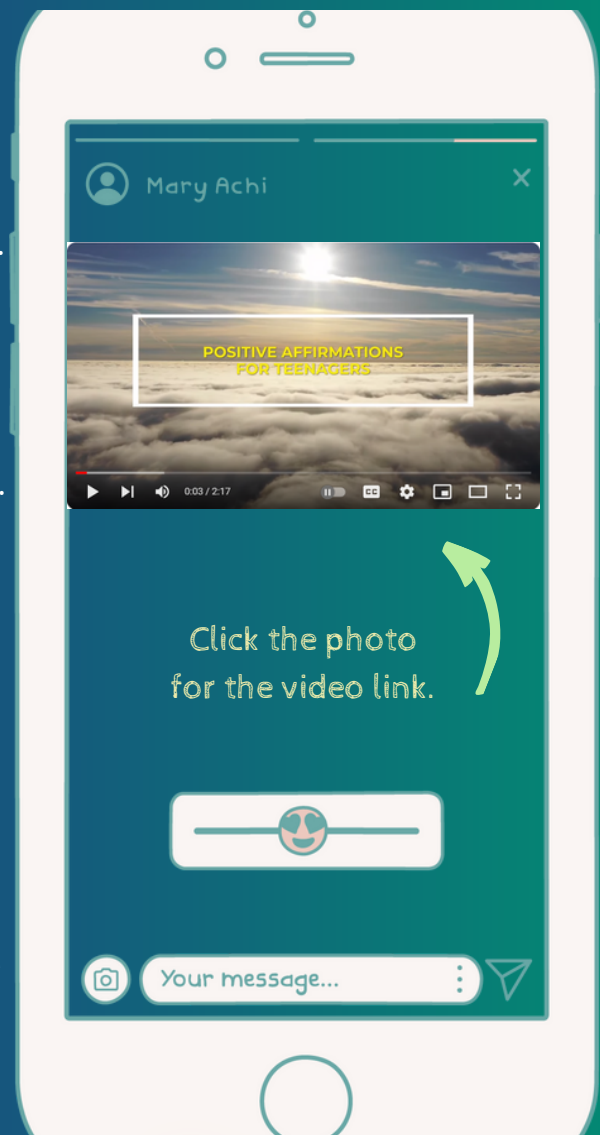 Mary Achi
POSITIVE AFFIRMATIONS
FOR TEENAGERS
0:03 / 2:17
CC
Click the photo
for the video link.
Your message...